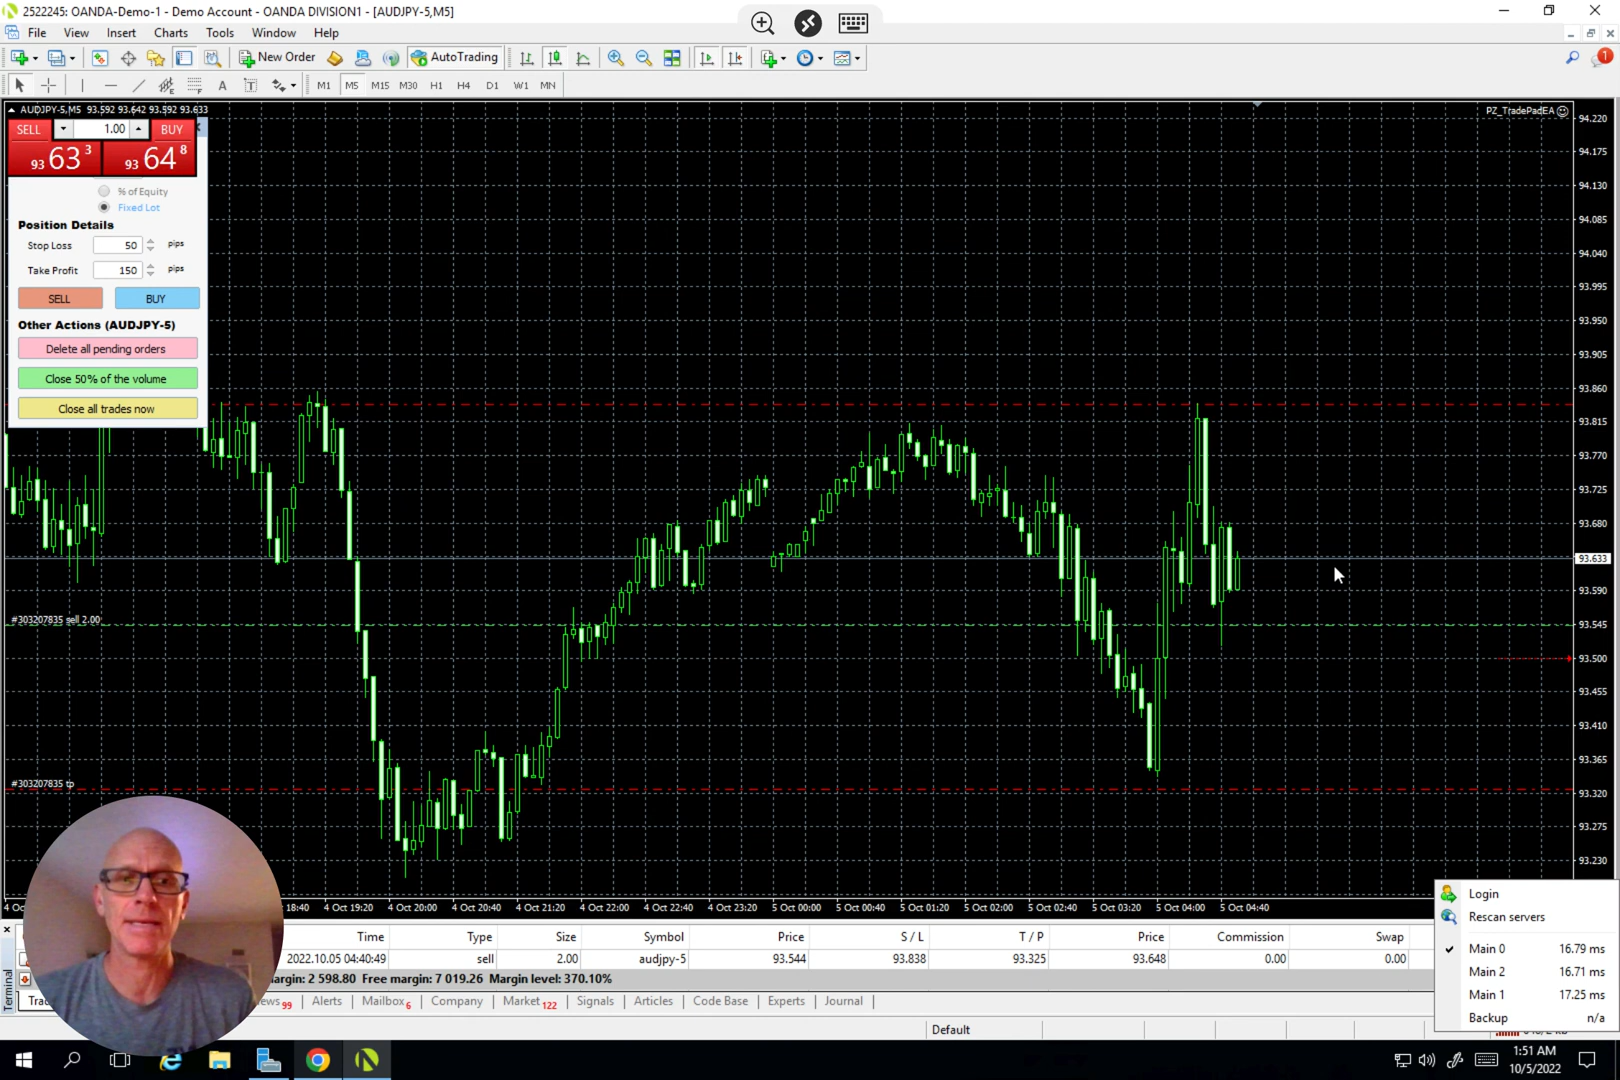 2522245: OANDA-Demo-1 - Demo Account - OANDA DIVISION1 - [AUDJPY-5,M5]
File View Insert Charts Tools Window Help
New Order AutoTrading 1
A T M1 M5 M15 M30 H1 H4 D1 W1 MN
AUDJPY-5,M5 93.592 93.642 93.592 93.633
PZ_TradePadEA
SELL 1.00 BUY
93 63 3 93 64 8
% of Equity
Fixed Lot
Position Details
Stop Loss 50 pips
Take Profit 150 pips
SELL BUY
Other Actions (AUDJPY-5)
Delete all pending orders
Close 50% of the volume
Close all trades now
94.220
94.175
94.130
94.085
94.040
93.995
93.950
93.905
93.860
93.815
93.770
93.725
93.680
93.633
93.590
93.545
93.500
93.455
93.410
93.365
93.320
93.275
93.230
#303207835 sell 2.00
#303207835 tp
4 Oct 18:40 4 Oct 19:20 4 Oct 20:00 4 Oct 20:40 4 Oct 21:20 4 Oct 22:00 4 Oct 22:40 4 Oct 23:20 5 Oct 00:00 5 Oct 00:40 5 Oct 01:20 5 Oct 02:00 5 Oct 02:40 5 Oct 03:20 5 Oct 04:00 5 Oct 04:40
Time Type Size Symbol Price S / L T / P Price Commission Swap
2022.10.05 04:40:49 sell 2.00 audjpy-5 93.544 93.838 93.325 93.648 0.00 0.00
argin: 2 598.80 Free margin: 7 019.26 Margin level: 370.10%
Terminal
Tra ews 99 Alerts Mailbox 6 Company Market 122 Signals Articles Code Base Experts Journal
Default
Login
Rescan servers
Main 0 16.79 ms
Main 2 16.71 ms
Main 1 17.25 ms
Backup n/a
1:51 AM
10/5/2022